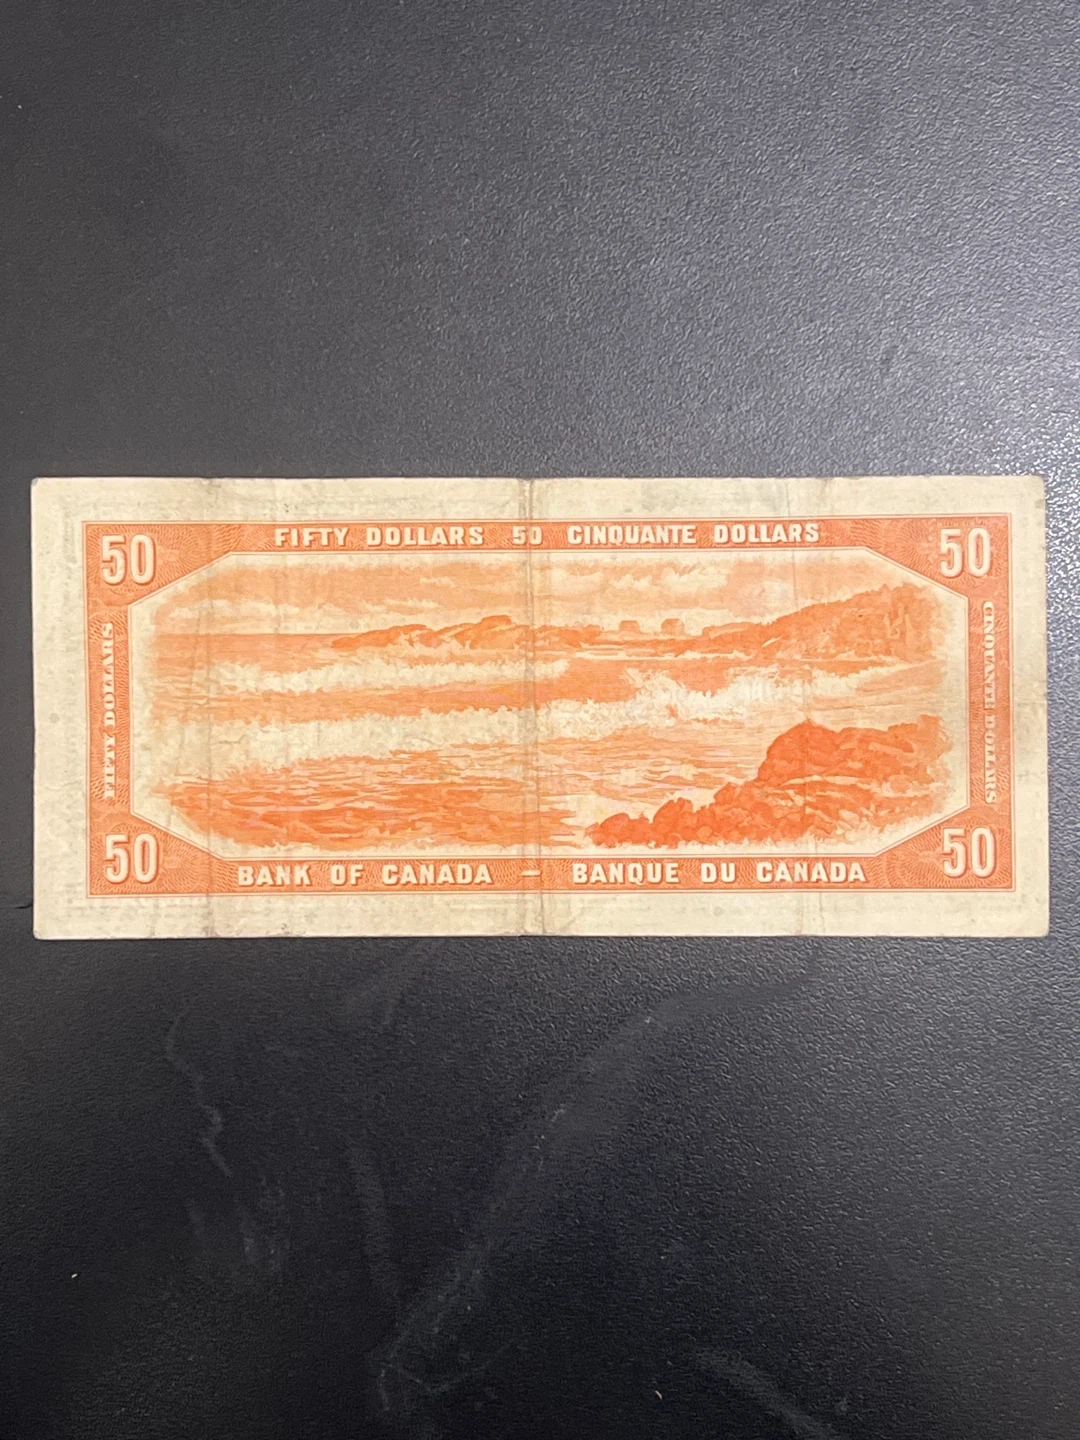 50
FIFTY DOLLARS 50 CINQUANTE DOLLARS
50
FIFTY DOLLARS
CINQUANTE DOLLARS
50
BANK OF CANADA – BANQUE DU CANADA
50